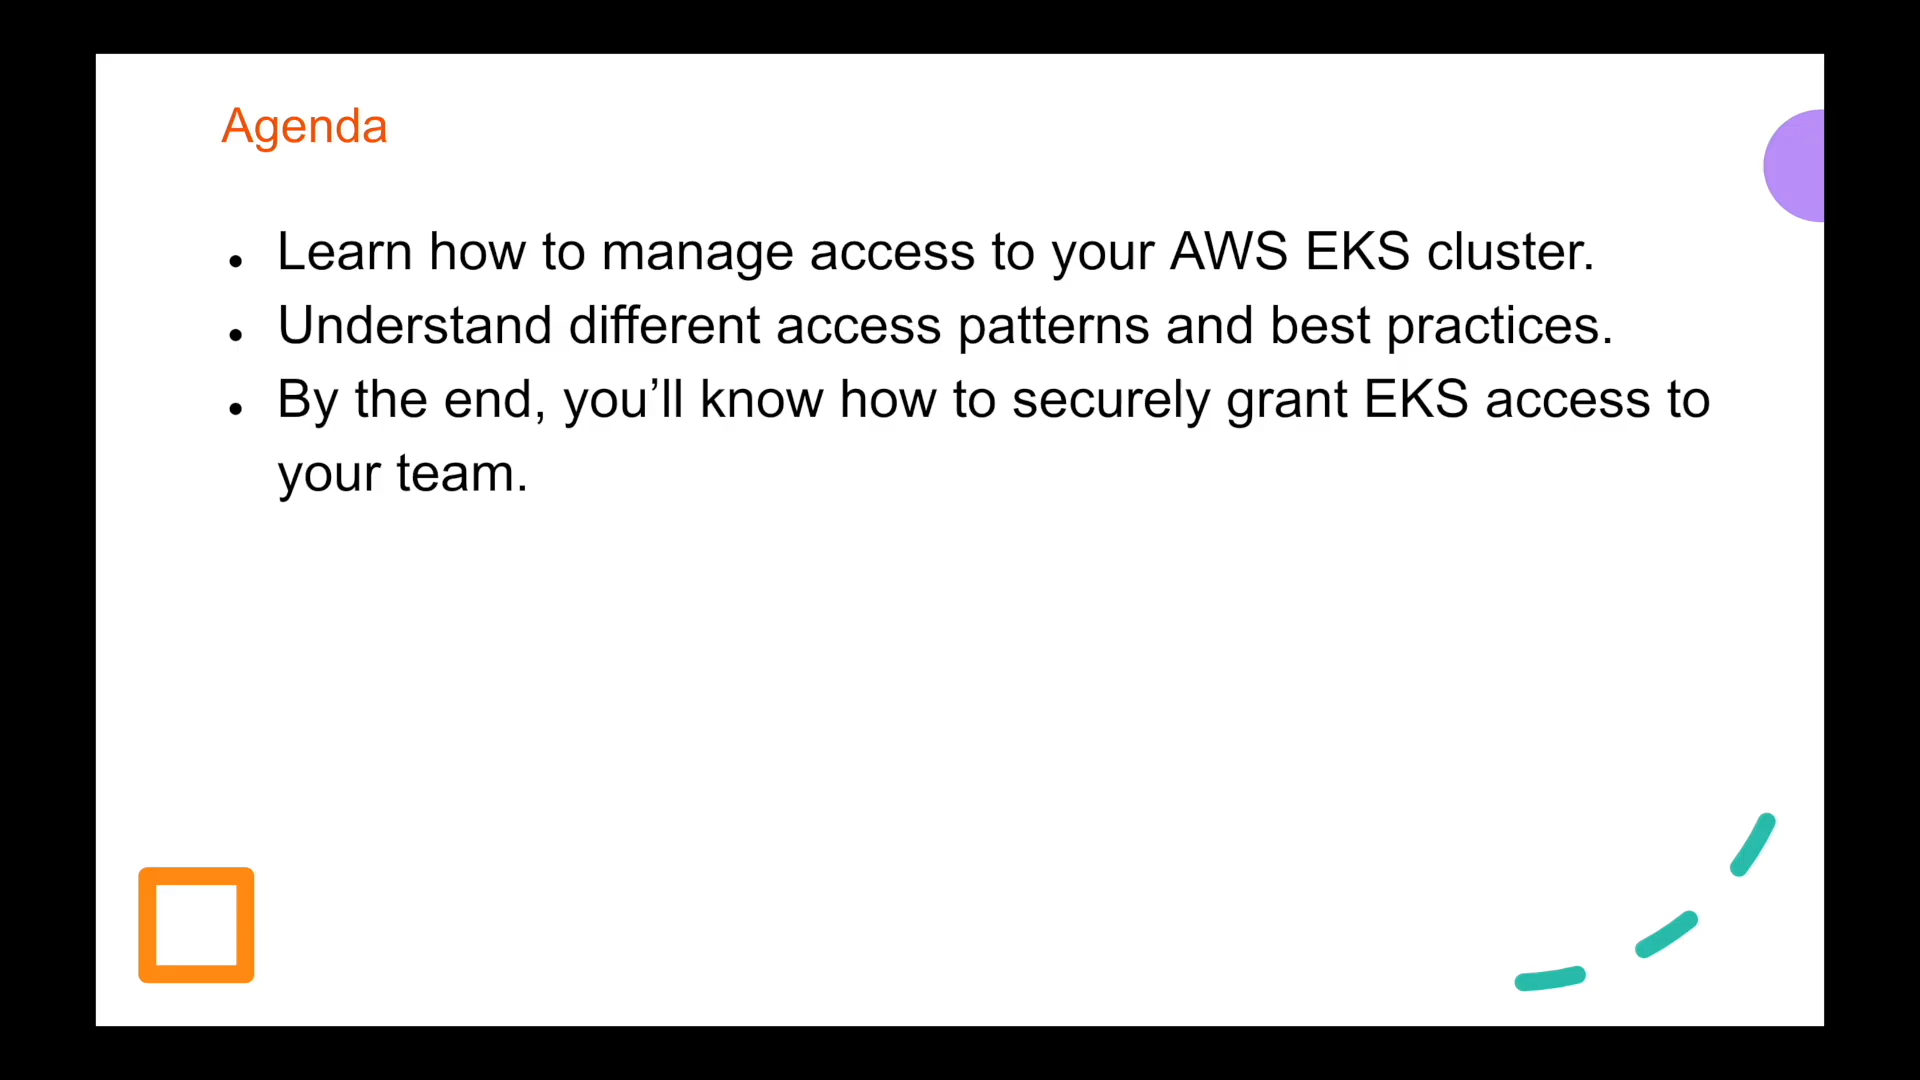 Agenda
• Learn how to manage access to your AWS EKS cluster.
• Understand different access patterns and best practices.
• By the end, you’ll know how to securely grant EKS access to
your team.